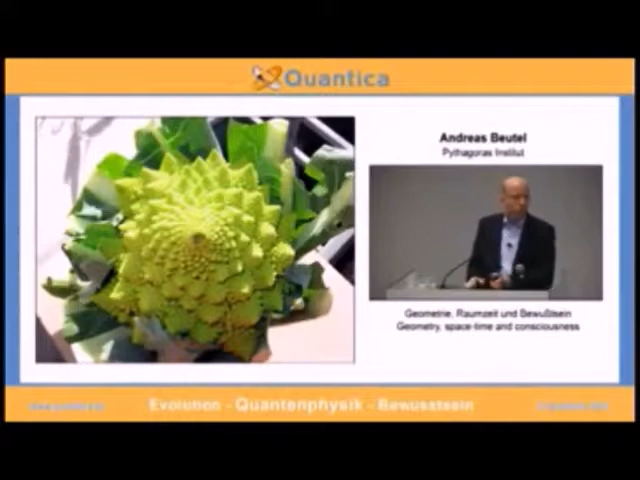 Quantica
Andreas Beutel
Pythagoras Institut
Geometrie, Raumzeit und Bewußtsein
Geometry, space-time and consciousness
Evolution - Quantenphysik - Bewusstsein